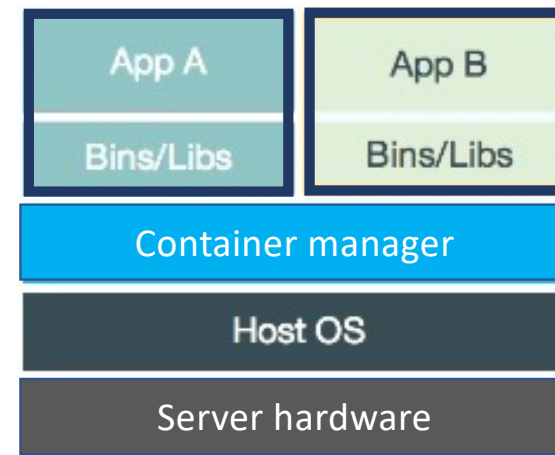 App A
App B
Bins/Libs
Bins/Libs
Container manager
Host OS
Server hardware